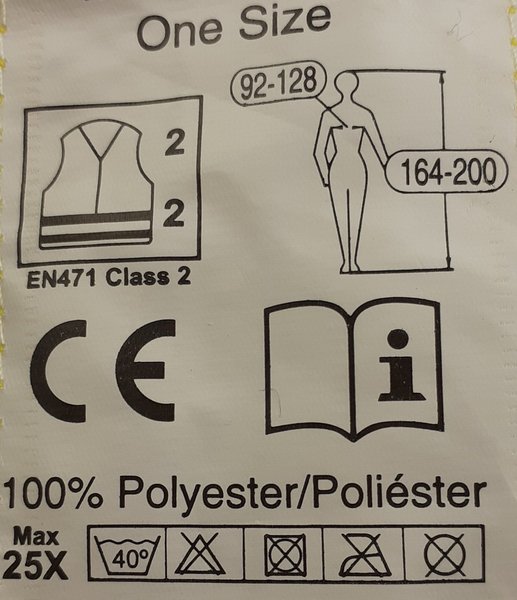 One Size
92-128
2
164-200
2
EN471 Class 2
CE
i
100% Polyester/Poliéster
Max
25X
40°